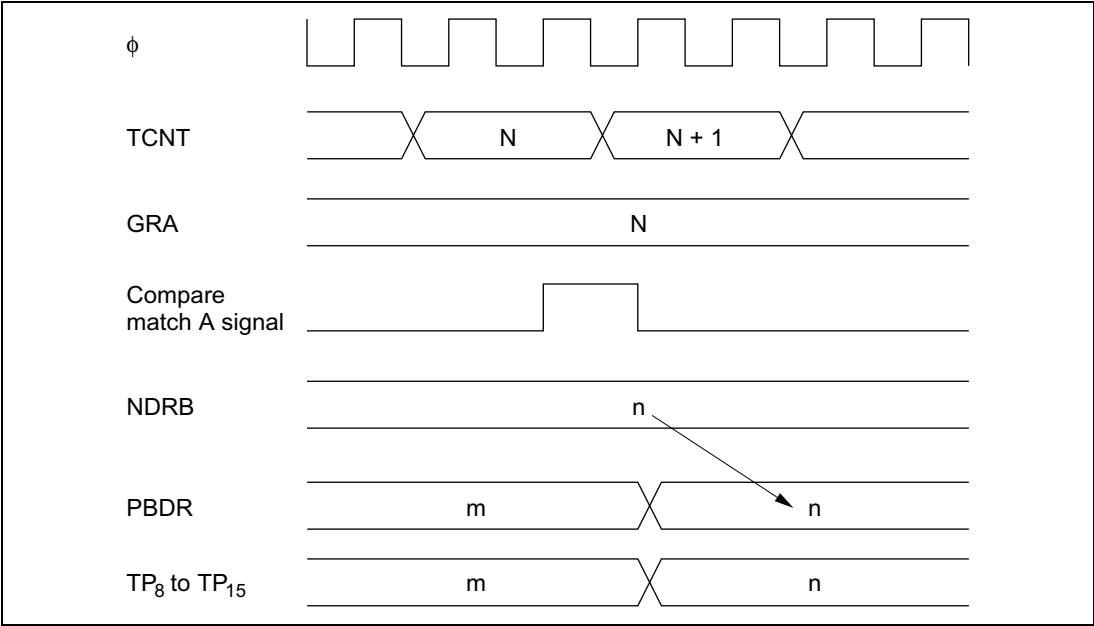 ϕ
TCNT N N + 1
GRA N
Compare
match A signal
NDRB n
PBDR m n
TP8 to TP15 m n